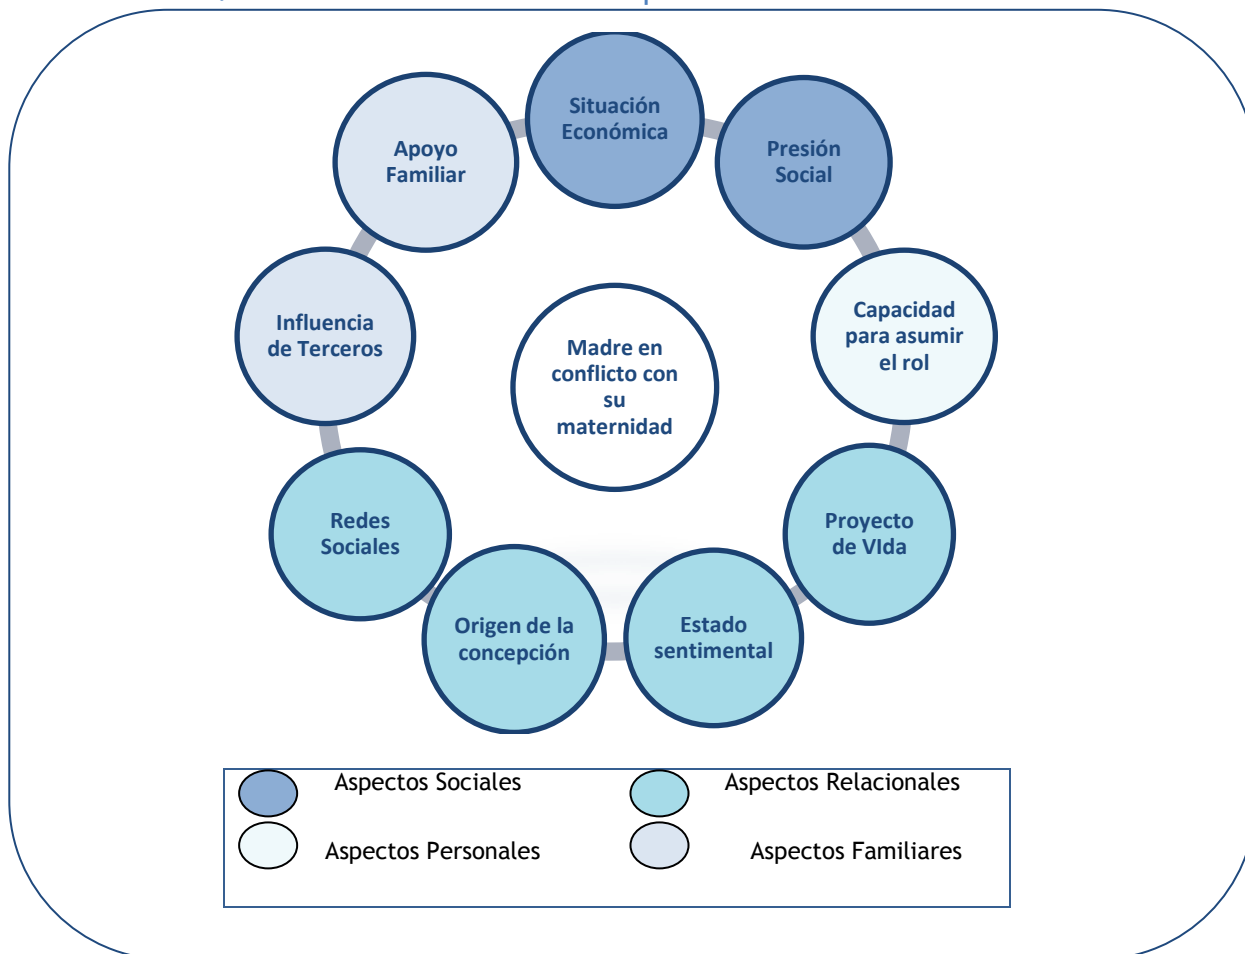 Situación
Económica
Presión
Social
Apoyo
Familiar
Capacidad
para asumir
el rol
Influencia
de Terceros
Madre en
conflicto con
su
maternidad
Redes
Sociales
Proyecto
de VIda
Origen de la
concepción
Estado
sentimental
Aspectos Sociales
Aspectos Relacionales
Aspectos Personales
Aspectos Familiares